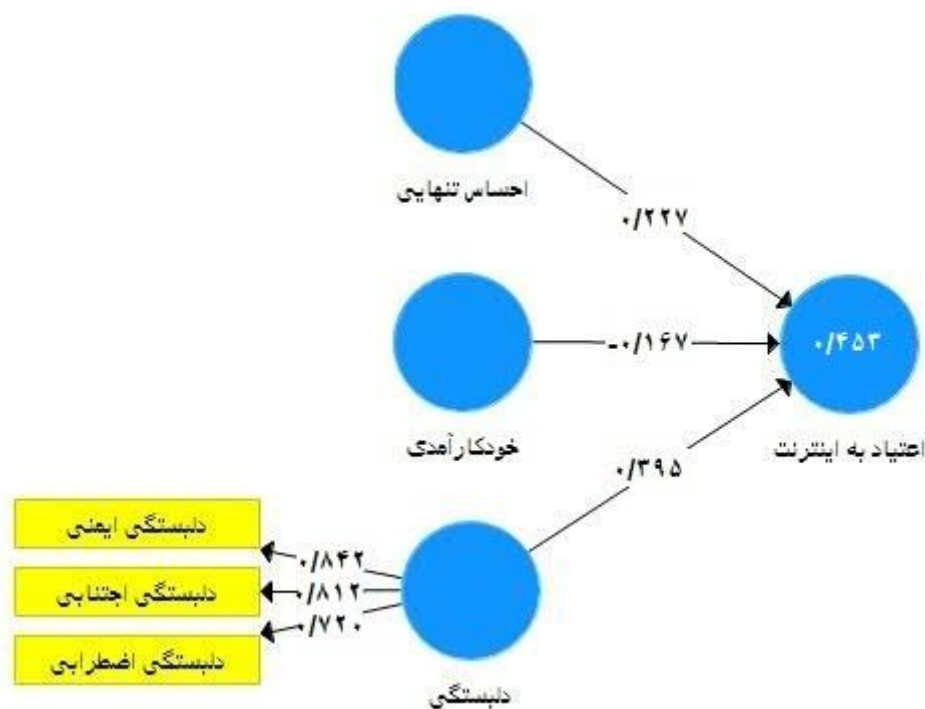 احساس تنهایی
۰/۲۲۷
-۰/۱۶۷
۰/۴۵۳
خودکارآمدی
اعتیاد به اینترنت
۰/۳۹۵
دلبستگی ایمنی
۰/۸۴۲
دلبستگی اجتنابی
۰/۸۱۲
۰/۷۲۰
دلبستگی اضطرابی
دلبستگی